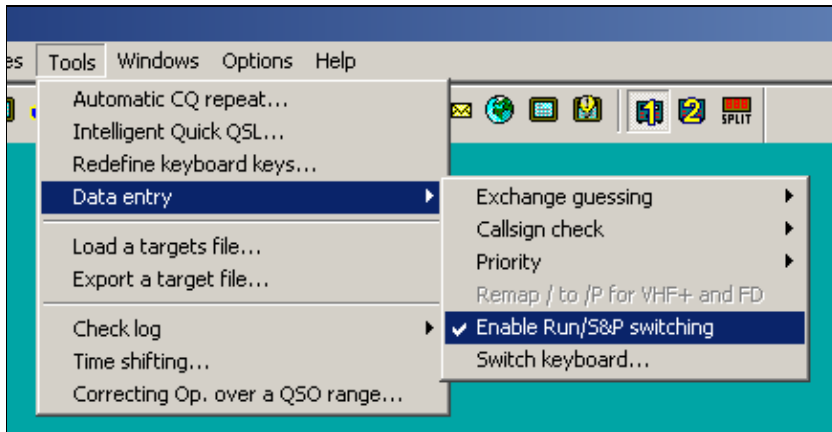 es Tools Windows Options Help
1 2 SPLIT
Automatic CQ repeat...
Intelligent Quick QSL...
Redefine keyboard keys...
Data entry
Load a targets file...
Export a target file...
Check log
Time shifting...
Correcting Op. over a QSO range...
Exchange guessing
Callsign check
Priority
Remap / to /P for VHF+ and FD
Enable Run/S&P switching
Switch keyboard...